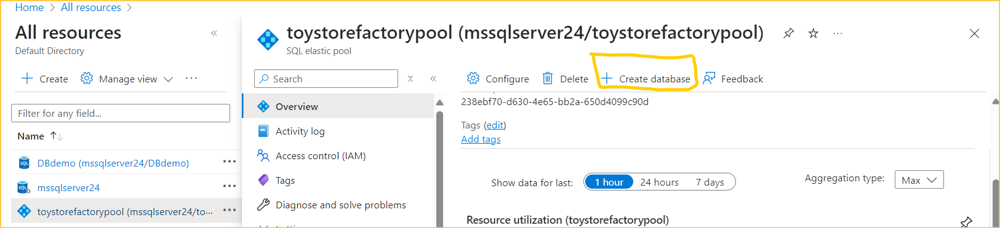 Home > All resources >
All resources
«
Default Directory
+ Create
Manage view
...
Filter for any field...
Name ↑↓
DBdemo (mssqlserver24/DBdemo)
...
mssqlserver24
...
toystorefactorypool (mssqlserver24/to...
...
toystorefactorypool (mssqlserver24/toystorefactorypool)
...
SQL elastic pool
Search
«
Configure
Delete
+ Create database
Feedback
Overview
Activity log
Access control (IAM)
Tags
Diagnose and solve problems
238ebf70-d630-4e65-bb2a-650d4099c90d
Tags (edit)
Add tags
Show data for last:
1 hour
24 hours
7 days
Aggregation type:
Max
Resource utilization (toystorefactorypool)